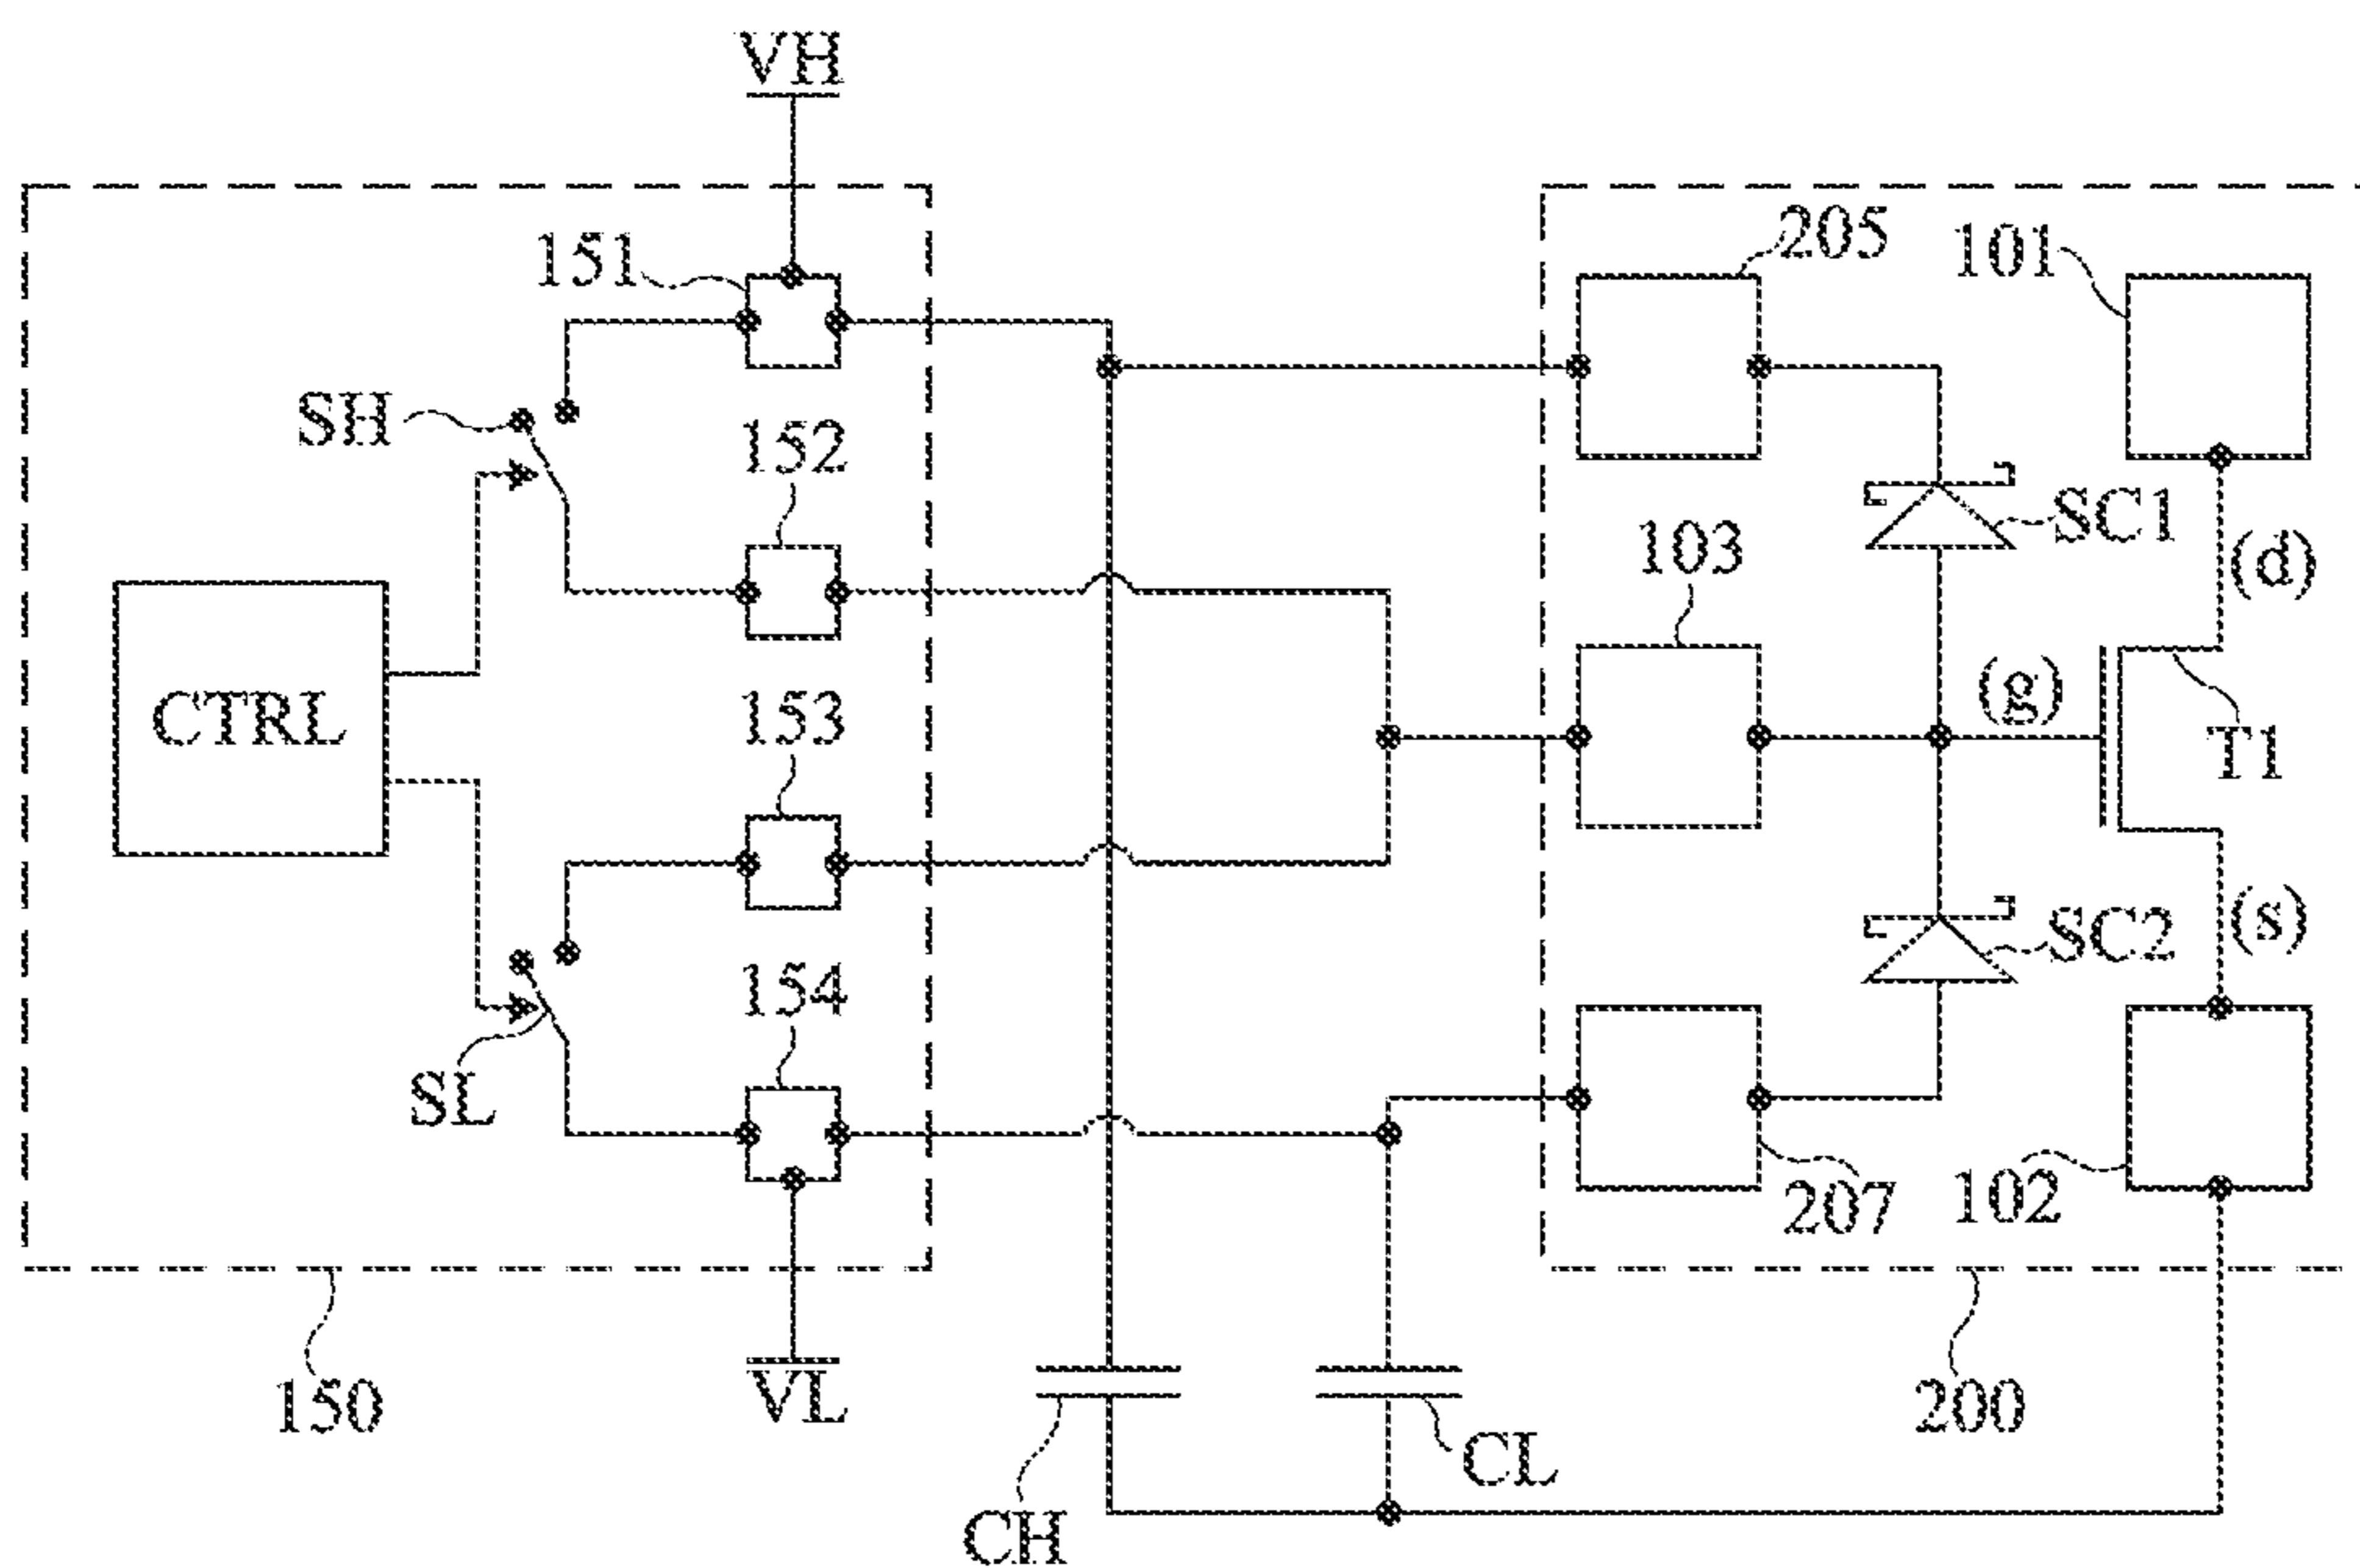 VH
151
205
101
SH
152
SC1
103
(d)
CTRL
153
(g)
T1
154
SC2
(s)
SL
207
102
150
VL
200
CL
CH